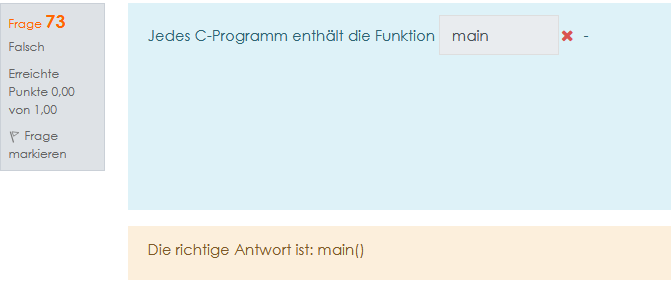 Frage 73
Falsch
Erreichte
Punkte 0,00
von 1,00
Frage
markieren
Jedes C-Programm enthält die Funktion main -
Die richtige Antwort ist: main()